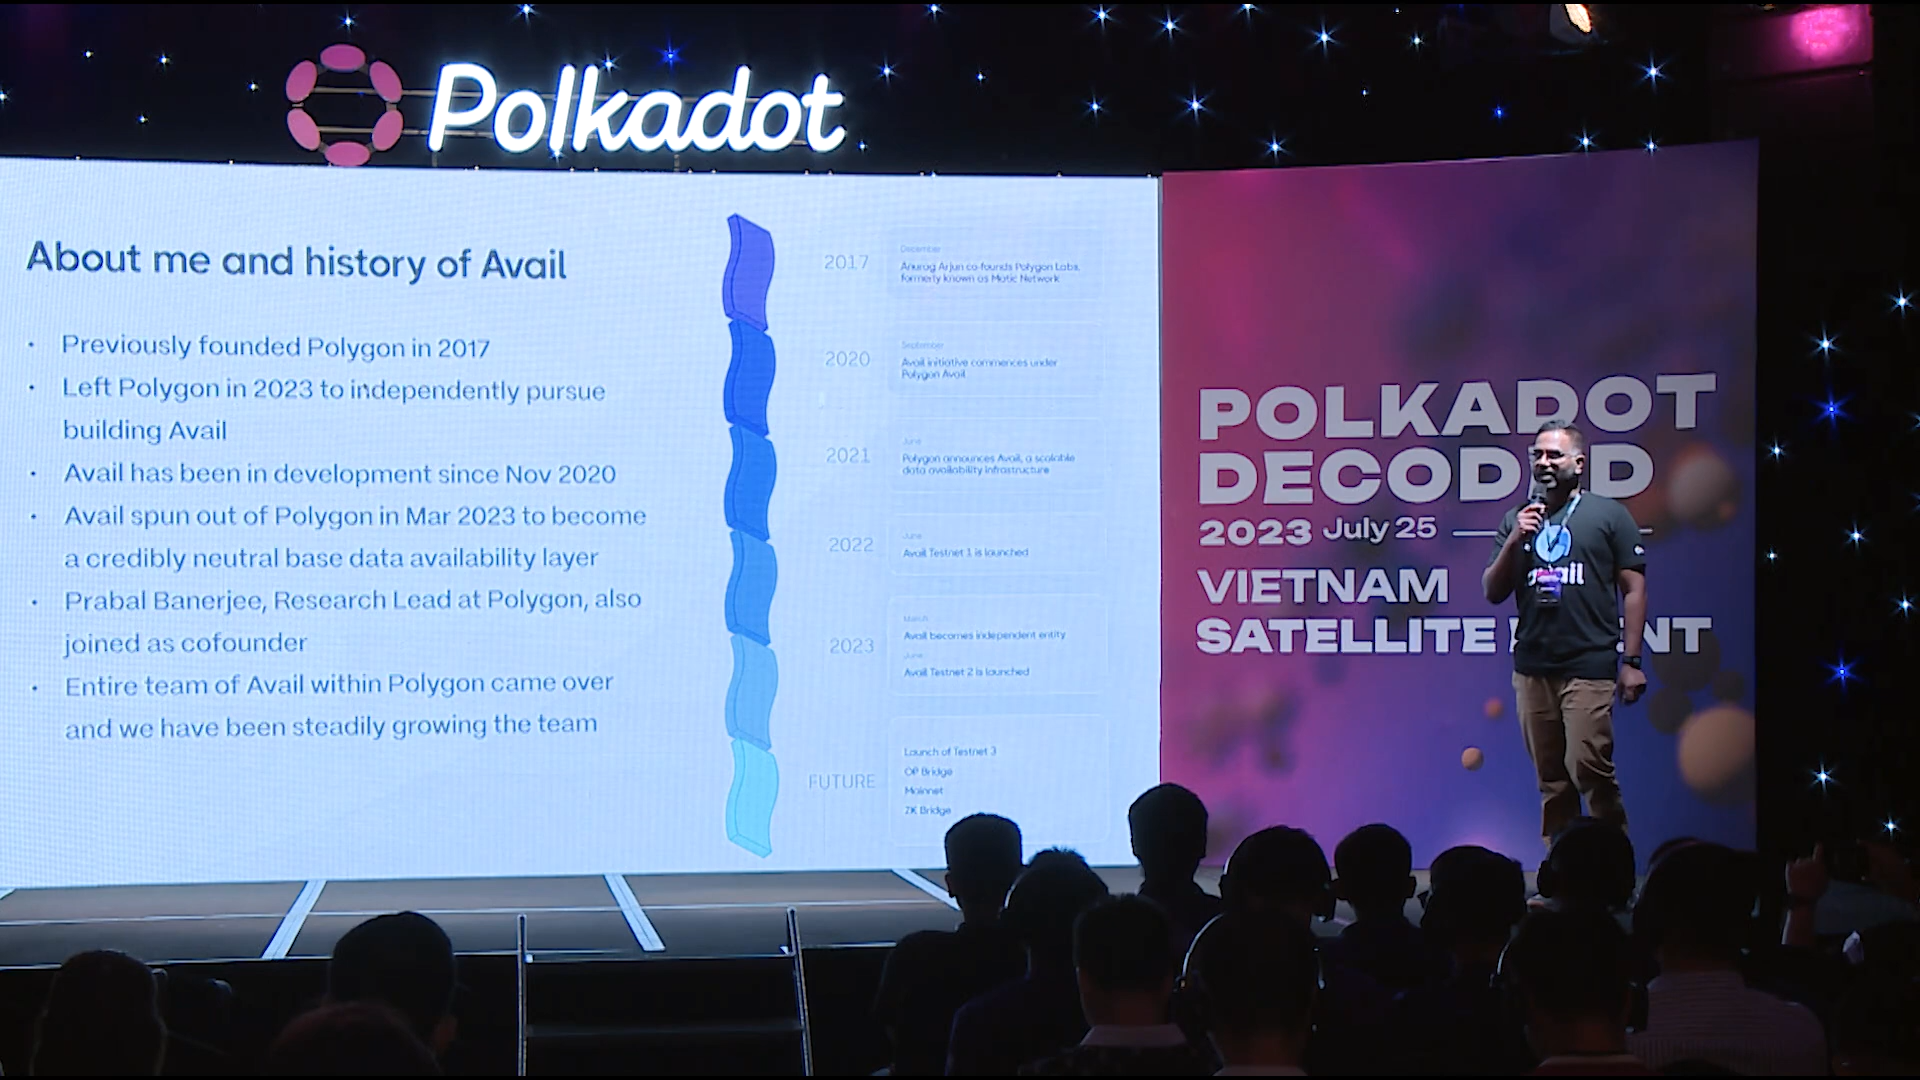 Polkadot
About me and history of Avail
• Previously founded Polygon in 2017
• Left Polygon in 2023 to independently pursue
building Avail
• Avail has been in development since Nov 2020
• Avail spun out of Polygon in Mar 2023 to become
a credibly neutral base data availability layer
• Prabal Banerjee, Research Lead at Polygon, also
joined as cofounder
• Entire team of Avail within Polygon came over
and we have been steadily growing the team
2017
December
Anurag Arjun co-founds Polygon Labs,
formerly known as Matic Network
2020
September
Avail initiative commences under
Polygon Avail
2021
June
Polygon announces Avail, a scalable
data availability infrastructure
2022
June
Avail Testnet 1 is launched
2023
March
Avail becomes independent entity
June
Avail Testnet 2 is launched
FUTURE
Launch of Testnet 3
OP Bridge
Mainnet
ZK Bridge
POLKADOT
DECOD D
2023 July 25
VIETNAM
SATELLITE E ENT
ail